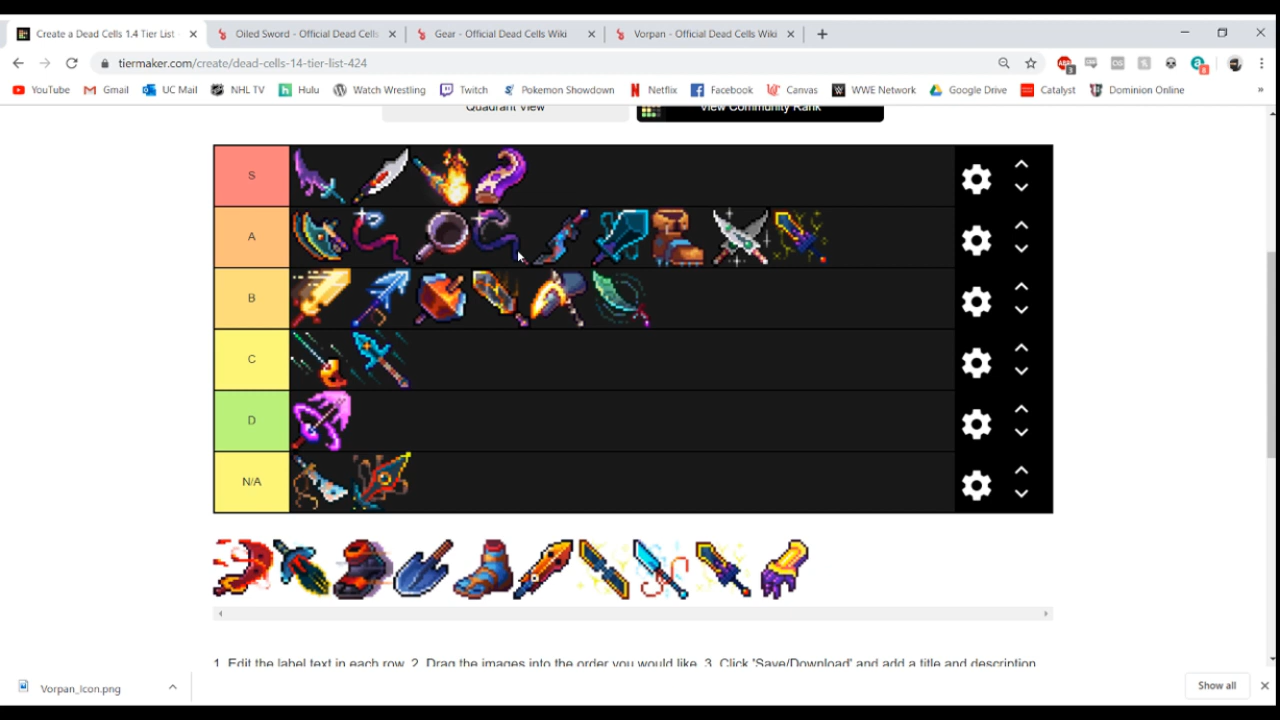 Create a Dead Cells 1.4 Tier List
Oiled Sword - Official Dead Cells
Gear - Official Dead Cells Wiki
Vorpan - Official Dead Cells Wiki
tiermaker.com/create/dead-cells-14-tier-list-424
YouTube Gmail UC Mail NHL TV Hulu Watch Wrestling Twitch Pokemon Showdown Netflix Facebook Canvas WWE Network Google Drive Catalyst Dominion Online »
Quadrant View
View Community Rank
S
A
B
C
D
N/A
1. Edit the label text in each row. 2. Drag the images into the order you would like. 3. Click 'Save/Download' and add a title and description
Vorpan_Icon.png
Show all